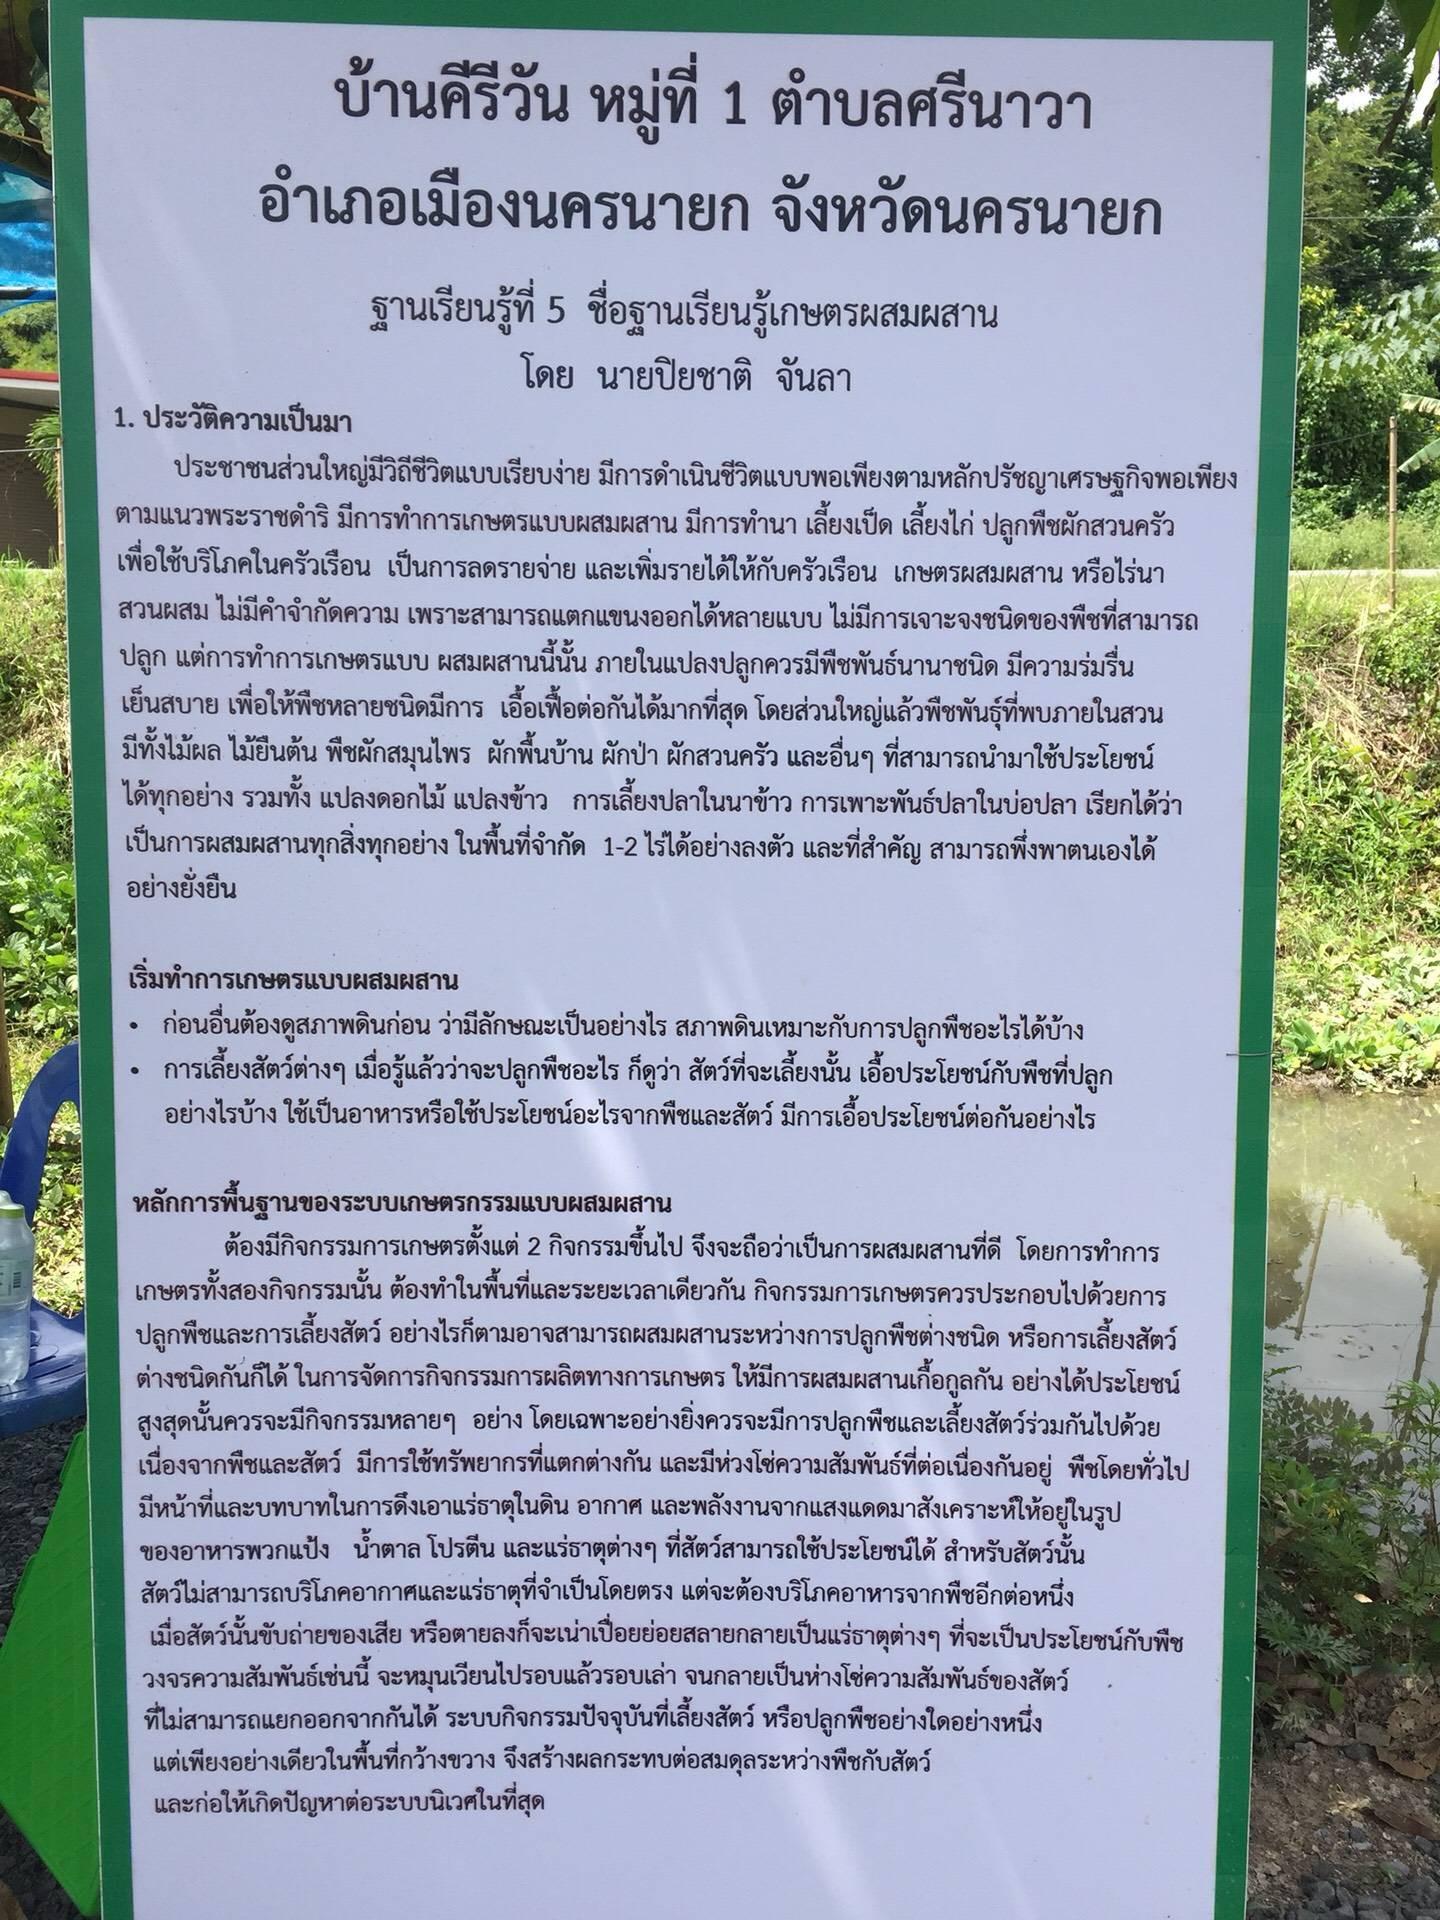 บ้านคีรีวัน หมู่ที่ 1 ตำบลศรีนาวา
อำเภอเมืองนครนายก จังหวัดนครนายก
ฐานเรียนรู้ที่ 5 ชื่อฐานเรียนรู้เกษตรผสมผสาน
โดย นายปิยชาติ จันลา
1. ประวัติความเป็นมา
ประชาชนส่วนใหญ่มีวิถีชีวิตแบบเรียบง่าย มีการดำเนินชีวิตแบบพอเพียงตามหลักปรัชญาเศรษฐกิจพอเพียง
ตามแนวพระราชดำริ มีการทำการเกษตรแบบผสมผสาน มีการทำนา เลี้ยงเป็ด เลี้ยงไก่ ปลูกพืชผักสวนครัว
เพื่อใช้บริโภคในครัวเรือน เป็นการลดรายจ่าย และเพิ่มรายได้ให้กับครัวเรือน เกษตรผสมผสาน หรือไร่นา
สวนผสม ไม่มีคำจำกัดความ เพราะสามารถแตกแขนงออกได้หลายแบบ ไม่มีการเจาะจงชนิดของพืชที่สามารถ
ปลูก แต่การทำการเกษตรแบบ ผสมผสานนี้นั้น ภายในแปลงปลูกควรมีพืชพันธ์นานาชนิด มีความร่มรื่น
เย็นสบาย เพื่อให้พืชหลายชนิดมีการ เอื้อเฟื้อต่อกันได้มากที่สุด โดยส่วนใหญ่แล้วพืชพันธุ์ที่พบภายในสวน
มีทั้งไม้ผล ไม้ยืนต้น พืชผักสมุนไพร ผักพื้นบ้าน ผักป่า ผักสวนครัว และอื่นๆ ที่สามารถนำมาใช้ประโยชน์
ได้ทุกอย่าง รวมทั้ง แปลงดอกไม้ แปลงข้าว การเลี้ยงปลาในนาข้าว การเพาะพันธ์ปลาในบ่อปลา เรียกได้ว่า
เป็นการผสมผสานทุกสิ่งทุกอย่าง ในพื้นที่จำกัด 1-2 ไร่ได้อย่างลงตัว และที่สำคัญ สามารถพึ่งพาตนเองได้
อย่างยั่งยืน
เริ่มทำการเกษตรแบบผสมผสาน
• ก่อนอื่นต้องดูสภาพดินก่อน ว่ามีลักษณะเป็นอย่างไร สภาพดินเหมาะกับการปลูกพืชอะไรได้บ้าง
• การเลี้ยงสัตว์ต่างๆ เมื่อรู้แล้วว่าจะปลูกพืชอะไร ก็ดูว่า สัตว์ที่จะเลี้ยงนั้น เอื้อประโยชน์กับพืชที่ปลูก
อย่างไรบ้าง ใช้เป็นอาหารหรือใช้ประโยชน์อะไรจากพืชและสัตว์ มีการเอื้อประโยชน์ต่อกันอย่างไร
หลักการพื้นฐานของระบบเกษตรกรรมแบบผสมผสาน
ต้องมีกิจกรรมการเกษตรตั้งแต่ 2 กิจกรรมขึ้นไป จึงจะถือว่าเป็นการผสมผสานที่ดี โดยการทำการ
เกษตรทั้งสองกิจกรรมนั้น ต้องทำในพื้นที่และระยะเวลาเดียวกัน กิจกรรมการเกษตรควรประกอบไปด้วยการ
ปลูกพืชและการเลี้ยงสัตว์ อย่างไรก็ตามอาจสามารถผสมผสานระหว่างการปลูกพืชต่างชนิด หรือการเลี้ยงสัตว์
ต่างชนิดกันก็ได้ ในการจัดการกิจกรรมการผลิตทางการเกษตร ให้มีการผสมผสานเกื้อกูลกัน อย่างได้ประโยชน์
สูงสุดนั้นควรจะมีกิจกรรมหลายๆ อย่าง โดยเฉพาะอย่างยิ่งควรจะมีการปลูกพืชและเลี้ยงสัตว์ร่วมกันไปด้วย
เนื่องจากพืชและสัตว์ มีการใช้ทรัพยากรที่แตกต่างกัน และมีห่วงโซ่ความสัมพันธ์ที่ต่อเนื่องกันอยู่ พืชโดยทั่วไป
มีหน้าที่และบทบาทในการดึงเอาแร่ธาตุในดิน อากาศ และพลังงานจากแสงแดดมาสังเคราะห์ให้อยู่ในรูป
ของอาหารพวกแป้ง น้ำตาล โปรตีน และแร่ธาตุต่างๆ ที่สัตว์สามารถใช้ประโยชน์ได้ สำหรับสัตว์นั้น
สัตว์ไม่สามารถบริโภคอากาศและแร่ธาตุที่จำเป็นโดยตรง แต่จะต้องบริโภคอาหารจากพืชอีกต่อหนึ่ง
เมื่อสัตว์นั้นขับถ่ายของเสีย หรือตายลงก็จะเน่าเปื่อยย่อยสลายกลายเป็นแร่ธาตุต่างๆ ที่จะเป็นประโยชน์กับพืช
วงจรความสัมพันธ์เช่นนี้ จะหมุนเวียนไปรอบแล้วรอบเล่า จนกลายเป็นห่างโซ่ความสัมพันธ์ของสัตว์
ที่ไม่สามารถแยกออกจากกันได้ ระบบกิจกรรมปัจจุบันที่เลี้ยงสัตว์ หรือปลูกพืชอย่างใดอย่างหนึ่ง
แต่เพียงอย่างเดียวในพื้นที่กว้างขวาง จึงสร้างผลกระทบต่อสมดุลระหว่างพืชกับสัตว์
และก่อให้เกิดปัญหาต่อระบบนิเวศในที่สุด